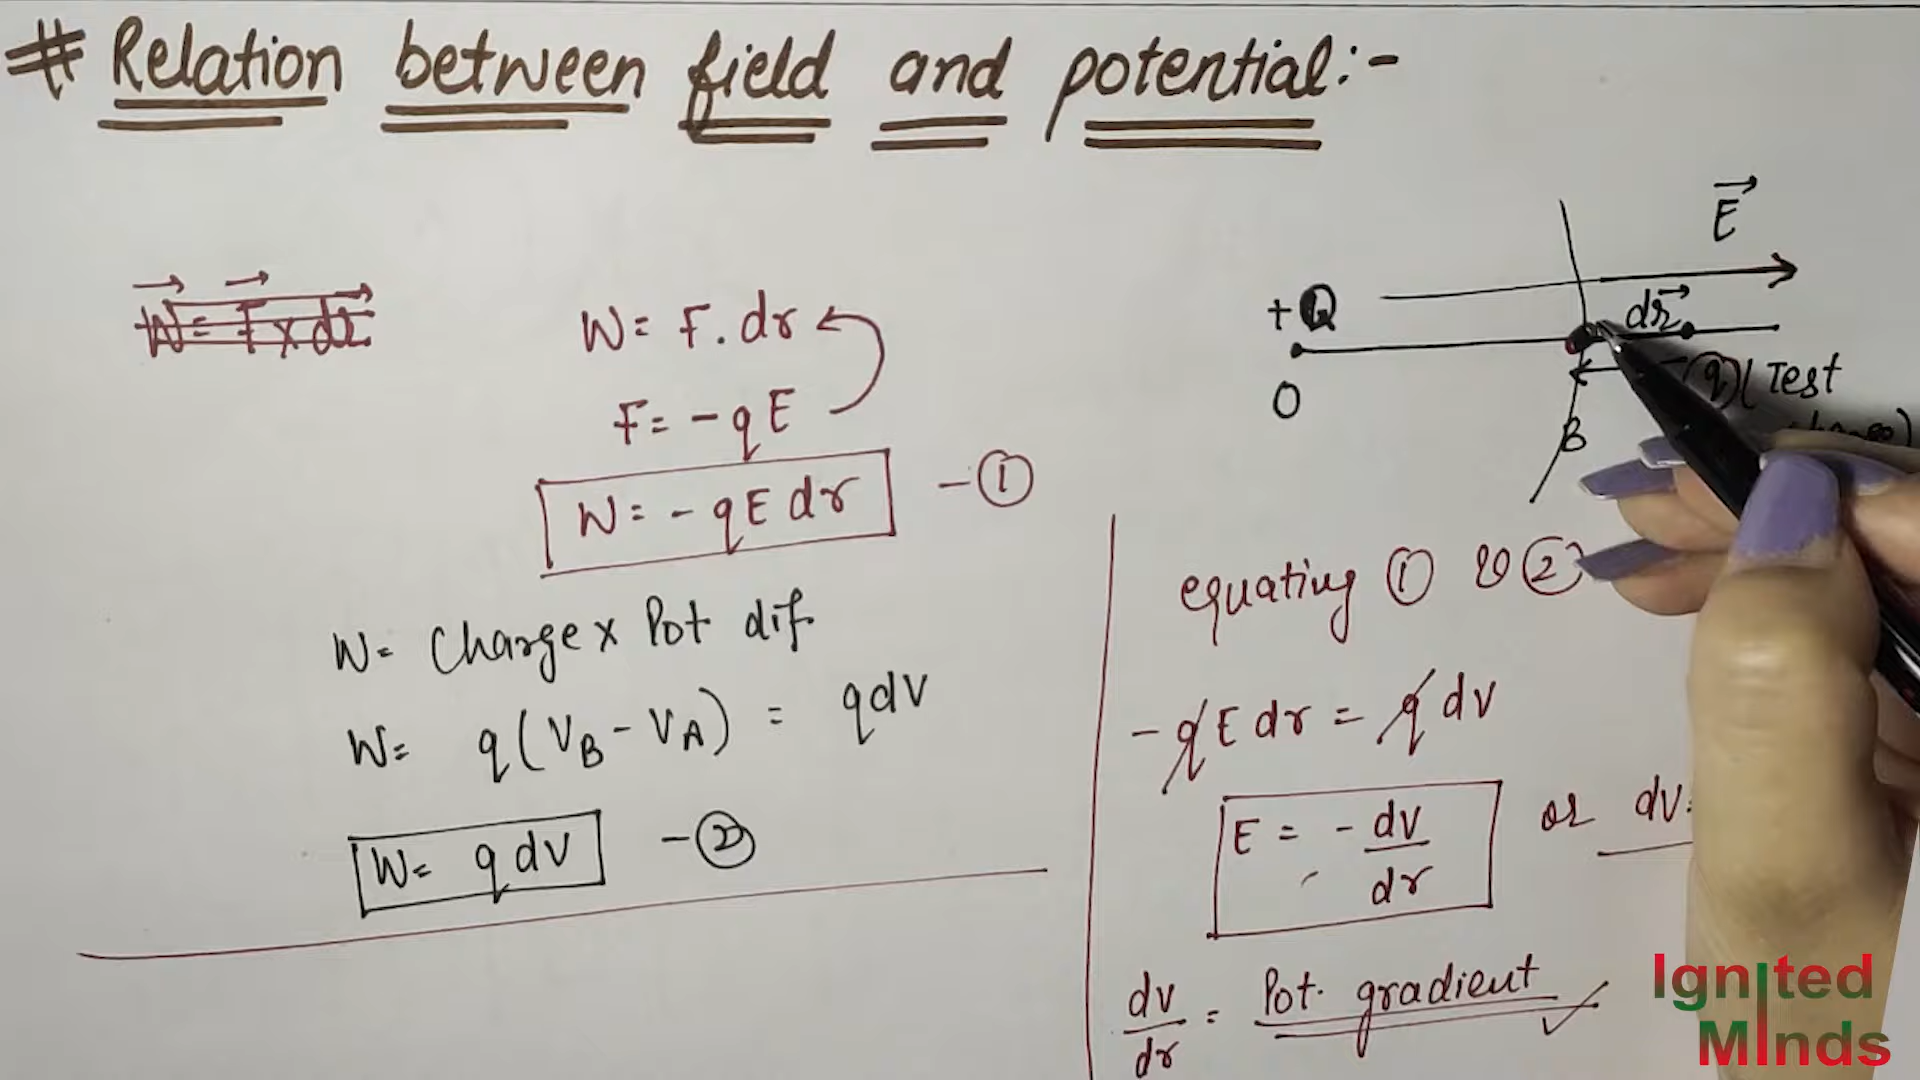 # Relation between field and potential:-
W = F x dr
W = F. dr
F = - qE
W = - qE dr - ①
W = Charge x Pot dif.
W = q(VB - VA) = qdV
W = qdV - ②
E
+Q
dr
O
q (Test
B
equating ① & ②
- qE dr = q dv
E = - dv/dr or dv =
dv/dr = Pot. gradient ✓
Ignited
Minds